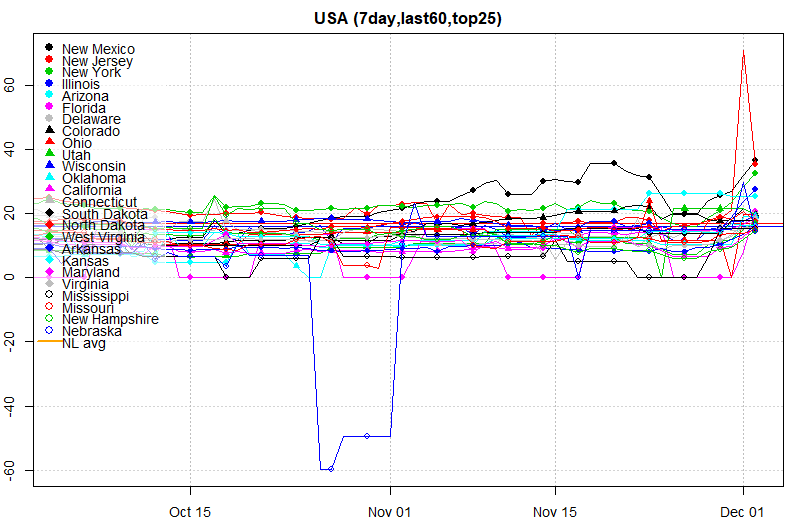 USA (7day,last60,top25)
New Mexico
New Jersey
New York
Illinois
Arizona
Florida
Delaware
Colorado
Ohio
Utah
Wisconsin
Oklahoma
California
Connecticut
South Dakota
North Dakota
West Virginia
Arkansas
Kansas
Maryland
Virginia
Mississippi
Missouri
New Hampshire
Nebraska
NL avg
60
40
20
0
-20
-40
-60
Oct 15
Nov 01
Nov 15
Dec 01